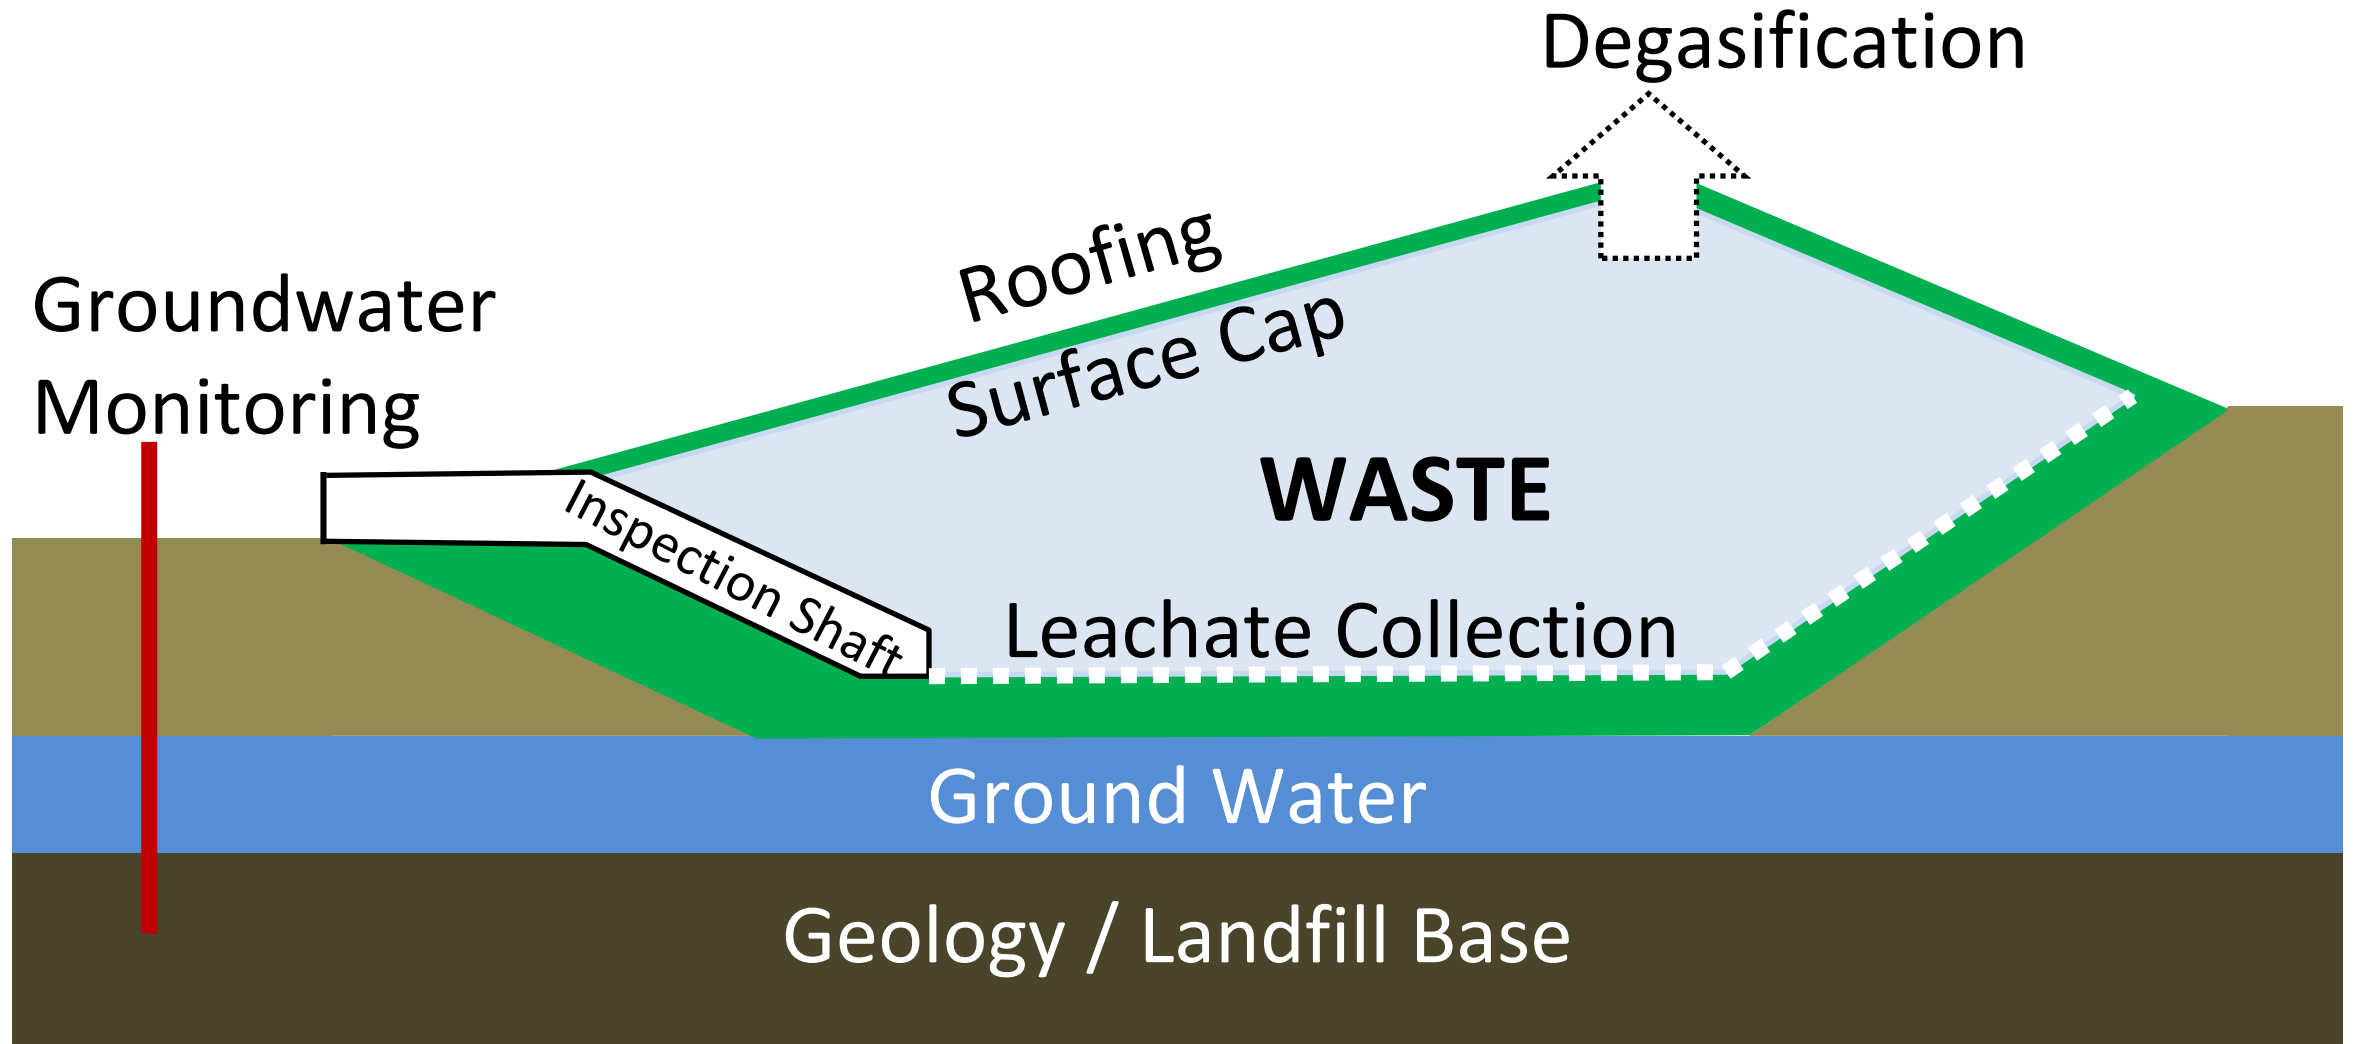 Degasification
Roofing
Surface Cap
Groundwater
Monitoring
WASTE
Inspection Shaft
Leachate Collection
Ground Water
Geology / Landfill Base